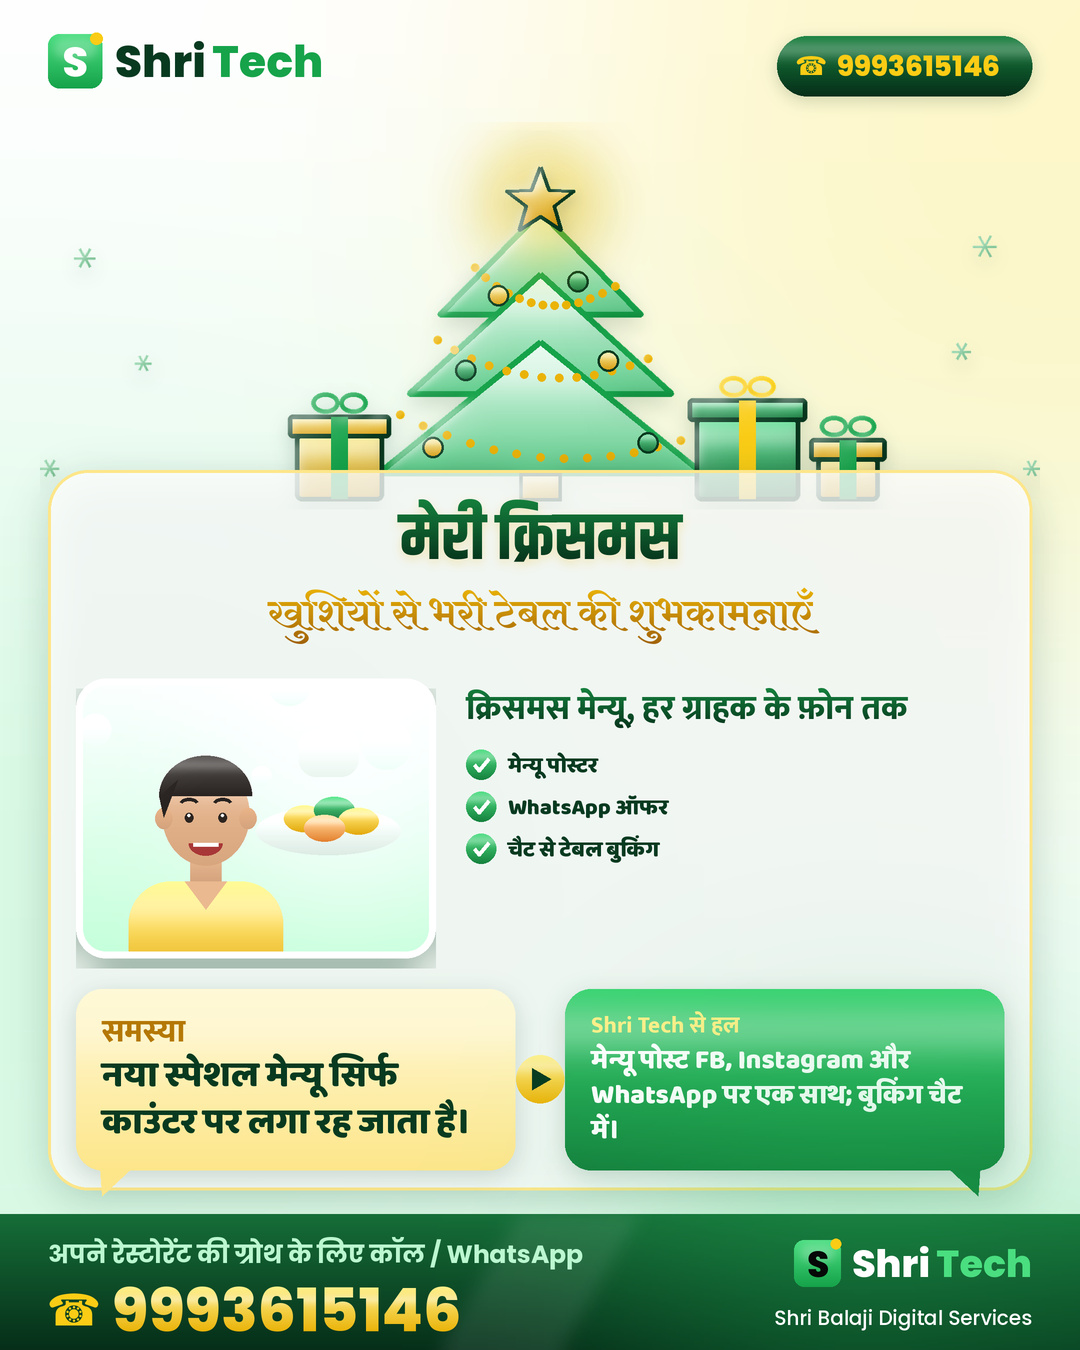 S Shri Tech
☎ 9993615146
मेरी क्रिसमस
खुशियों से भरी टेबल की शुभकामनाएँ
क्रिसमस मेन्यू, हर ग्राहक के फ़ोन तक
मेन्यू पोस्टर
WhatsApp ऑफर
चैट से टेबल बुकिंग
समस्या
नया स्पेशल मेन्यू सिर्फ
काउंटर पर लगा रह जाता है।
Shri Tech से हल
मेन्यू पोस्ट FB, Instagram और
WhatsApp पर एक साथ; बुकिंग चैट
में।
अपने रेस्टोरेंट की ग्रोथ के लिए कॉल / WhatsApp
☎ 9993615146
S Shri Tech
Shri Balaji Digital Services